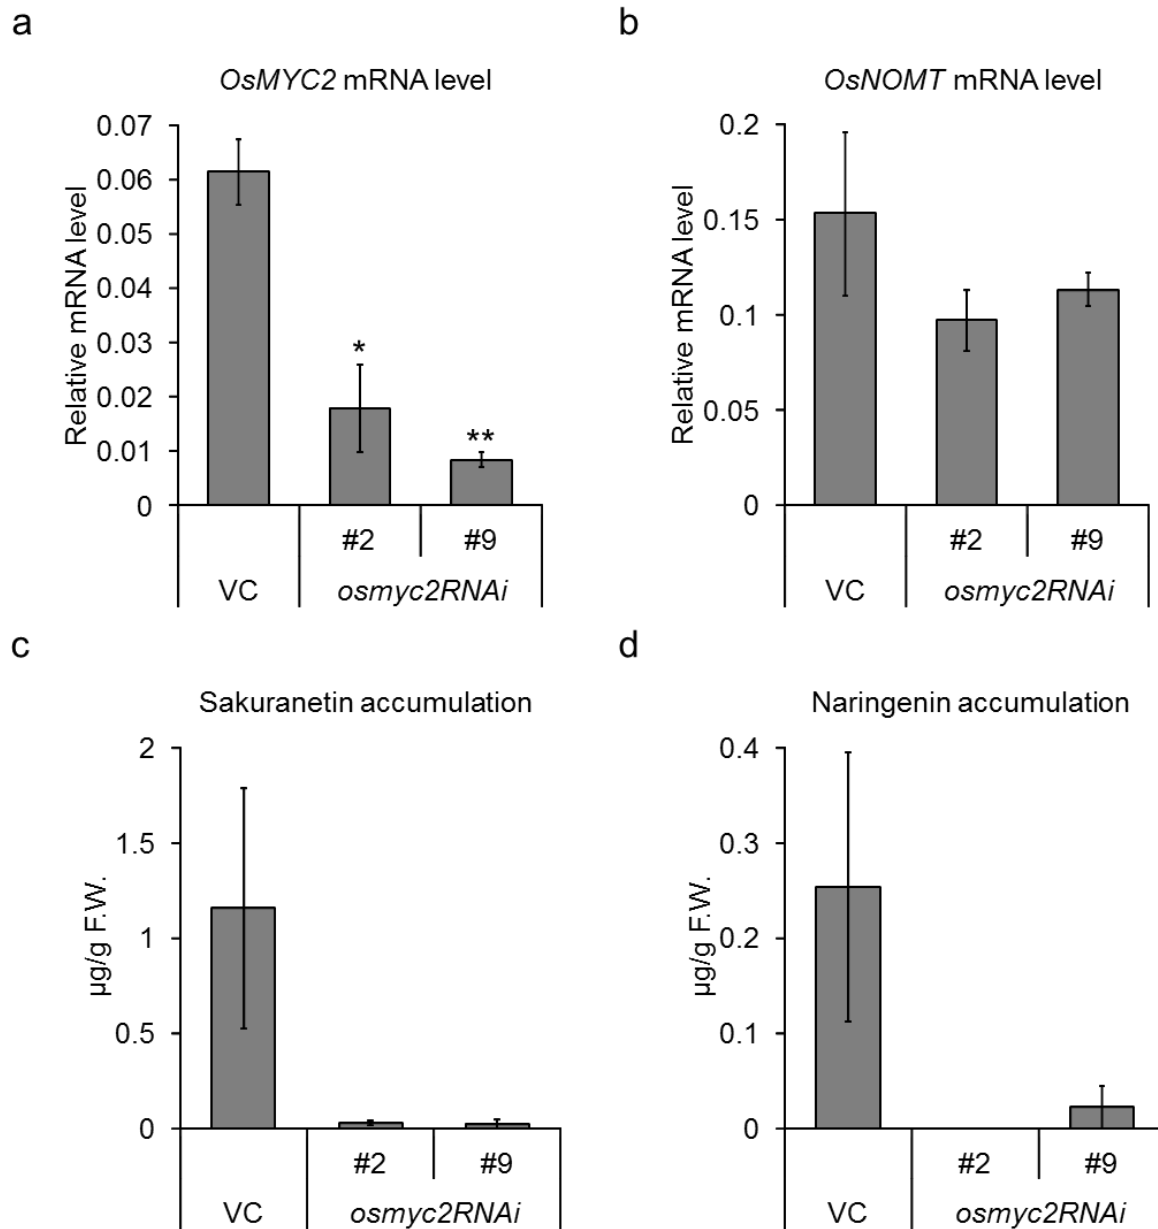 a
OsMYC2 mRNA level
Relative mRNA level
0.07
0.06
0.05
0.04
0.03
0.02
0.01
0
*
**
#2 #9
VC osmyc2RNAi
b
OsNOMT mRNA level
Relative mRNA level
0.2
0.15
0.1
0.05
0
#2 #9
VC osmyc2RNAi
c
Sakuranetin accumulation
µg/g F.W.
2
1.5
1
0.5
0
#2 #9
VC osmyc2RNAi
d
Naringenin accumulation
µg/g F.W.
0.4
0.3
0.2
0.1
0
#2 #9
VC osmyc2RNAi